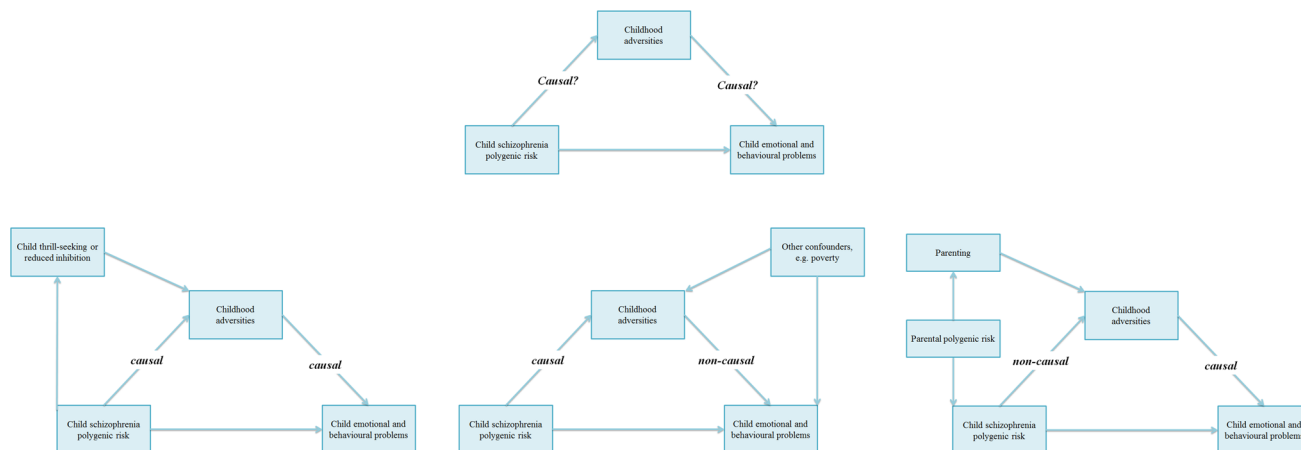 Childhood
adversities
Causal?
Causal?
Child schizophrenia
polygenic risk
Child emotional and
behavioural problems
Child thrill-seeking or
reduced inhibition
Childhood
adversities
causal
causal
Child schizophrenia
polygenic risk
Child emotional and
behavioural problems
Other confounders,
e.g. poverty
Childhood
adversities
causal
non-causal
Child schizophrenia
polygenic risk
Child emotional and
behavioural problems
Parenting
Childhood
adversities
Parental polygenic risk
non-causal
causal
Child schizophrenia
polygenic risk
Child emotional and
behavioural problems